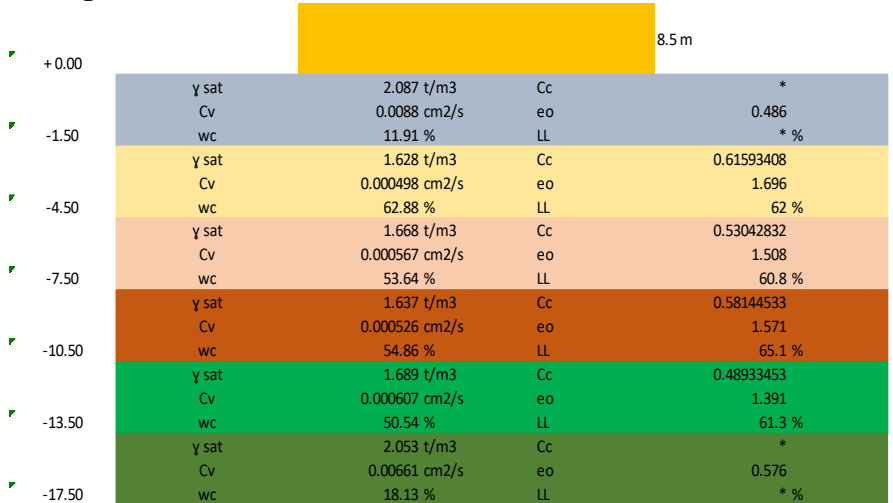 8.5 m
+ 0.00
γ sat 2.087 t/m3 Cc *
Cv 0.0088 cm2/s eo 0.486
-1.50 wc 11.91 % LL * %
γ sat 1.628 t/m3 Cc 0.61593408
Cv 0.000498 cm2/s eo 1.696
-4.50 wc 62.88 % LL 62 %
γ sat 1.668 t/m3 Cc 0.53042832
Cv 0.000567 cm2/s eo 1.508
-7.50 wc 53.64 % LL 60.8 %
γ sat 1.637 t/m3 Cc 0.58144533
Cv 0.000526 cm2/s eo 1.571
-10.50 wc 54.86 % LL 65.1 %
γ sat 1.689 t/m3 Cc 0.48933453
Cv 0.000607 cm2/s eo 1.391
-13.50 wc 50.54 % LL 61.3 %
γ sat 2.053 t/m3 Cc *
Cv 0.00661 cm2/s eo 0.576
-17.50 wc 18.13 % LL * %